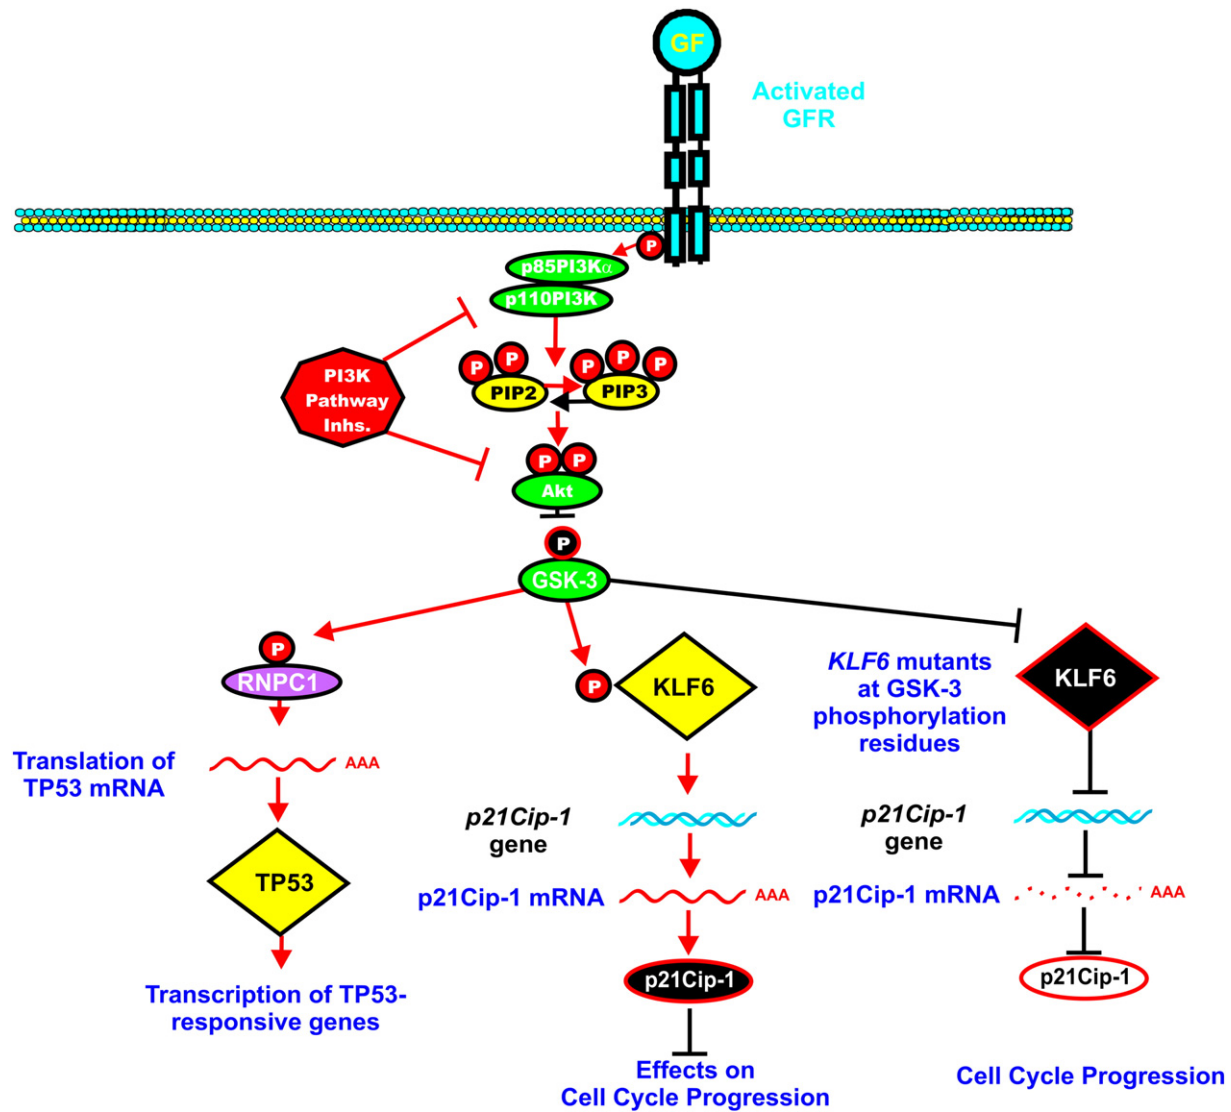 GF
Activated
GFR
P
p85PI3Kα
p110PI3K
PI3K
Pathway
Inhs.
P P
P P P
PIP2
PIP3
P P
Akt
P
GSK-3
P
RNPC1
P
KLF6
KLF6 mutants
at GSK-3
phosphorylation
residues
KLF6
Translation of
TP53 mRNA
AAA
TP53
Transcription of TP53-
responsive genes
p21Cip-1
gene
p21Cip-1 mRNA
AAA
p21Cip-1
Effects on
Cell Cycle Progression
p21Cip-1
gene
p21Cip-1 mRNA
AAA
p21Cip-1
Cell Cycle Progression